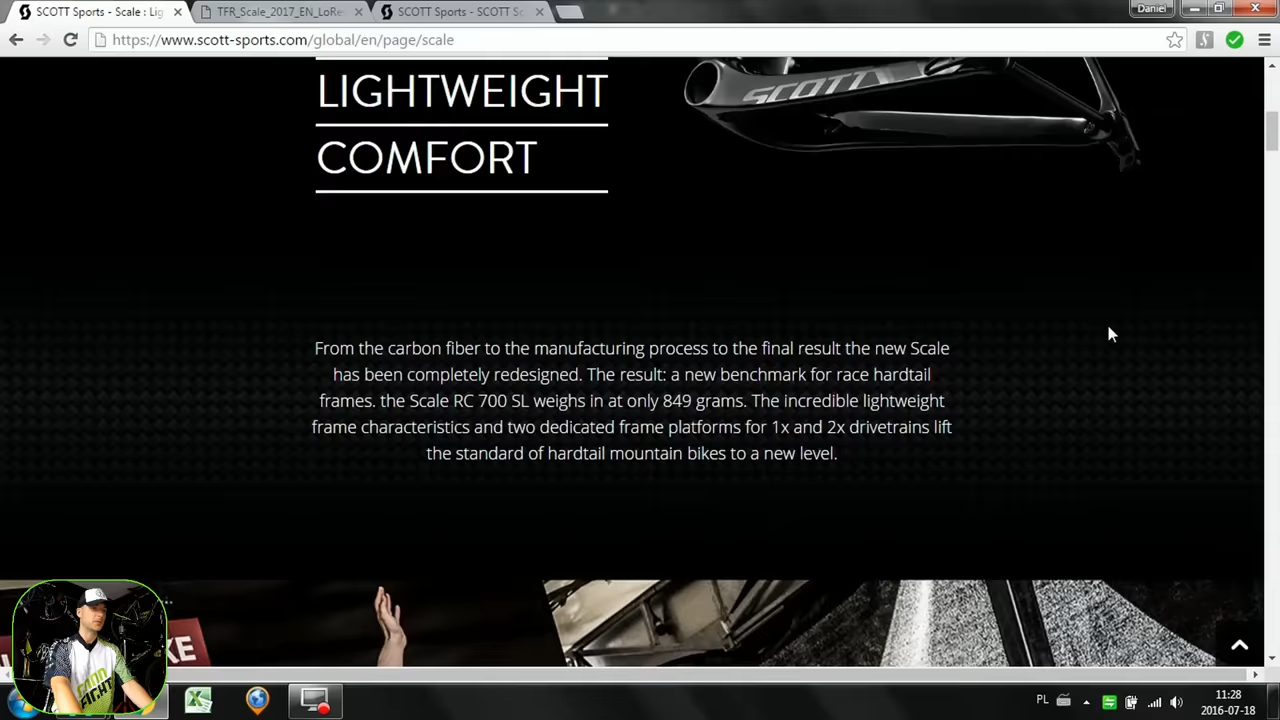 SCOTT Sports - Scale : Lig
TFR_Scale_2017_EN_LoRe
SCOTT Sports - SCOTT Sc
Daniel
https://www.scott-sports.com/global/en/page/scale
LIGHTWEIGHT
SCOTT
COMFORT
From the carbon fiber to the manufacturing process to the final result the new Scale
has been completely redesigned. The result: a new benchmark for race hardtail
frames. the Scale RC 700 SL weighs in at only 849 grams. The incredible lightweight
frame characteristics and two dedicated frame platforms for 1x and 2x drivetrains lift
the standard of hardtail mountain bikes to a new level.
KE
GOOD
FIGHT
PL
11:28
2016-07-18